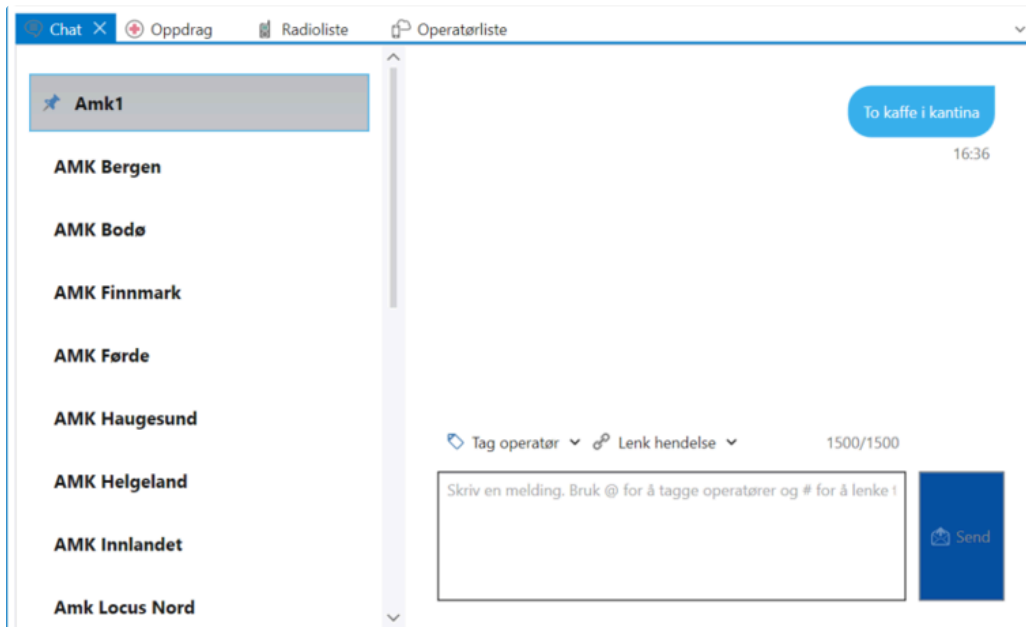 Chat
Oppdrag
Radioliste
Operatørliste
Amk1
AMK Bergen
AMK Bodø
AMK Finnmark
AMK Førde
AMK Haugesund
AMK Helgeland
AMK Innlandet
Amk Locus Nord
To kaffe i kantina
16:36
Tag operatør
Lenk hendelse
1500/1500
Skriv en melding. Bruk @ for å tagge operatører og # for å lenke
Send